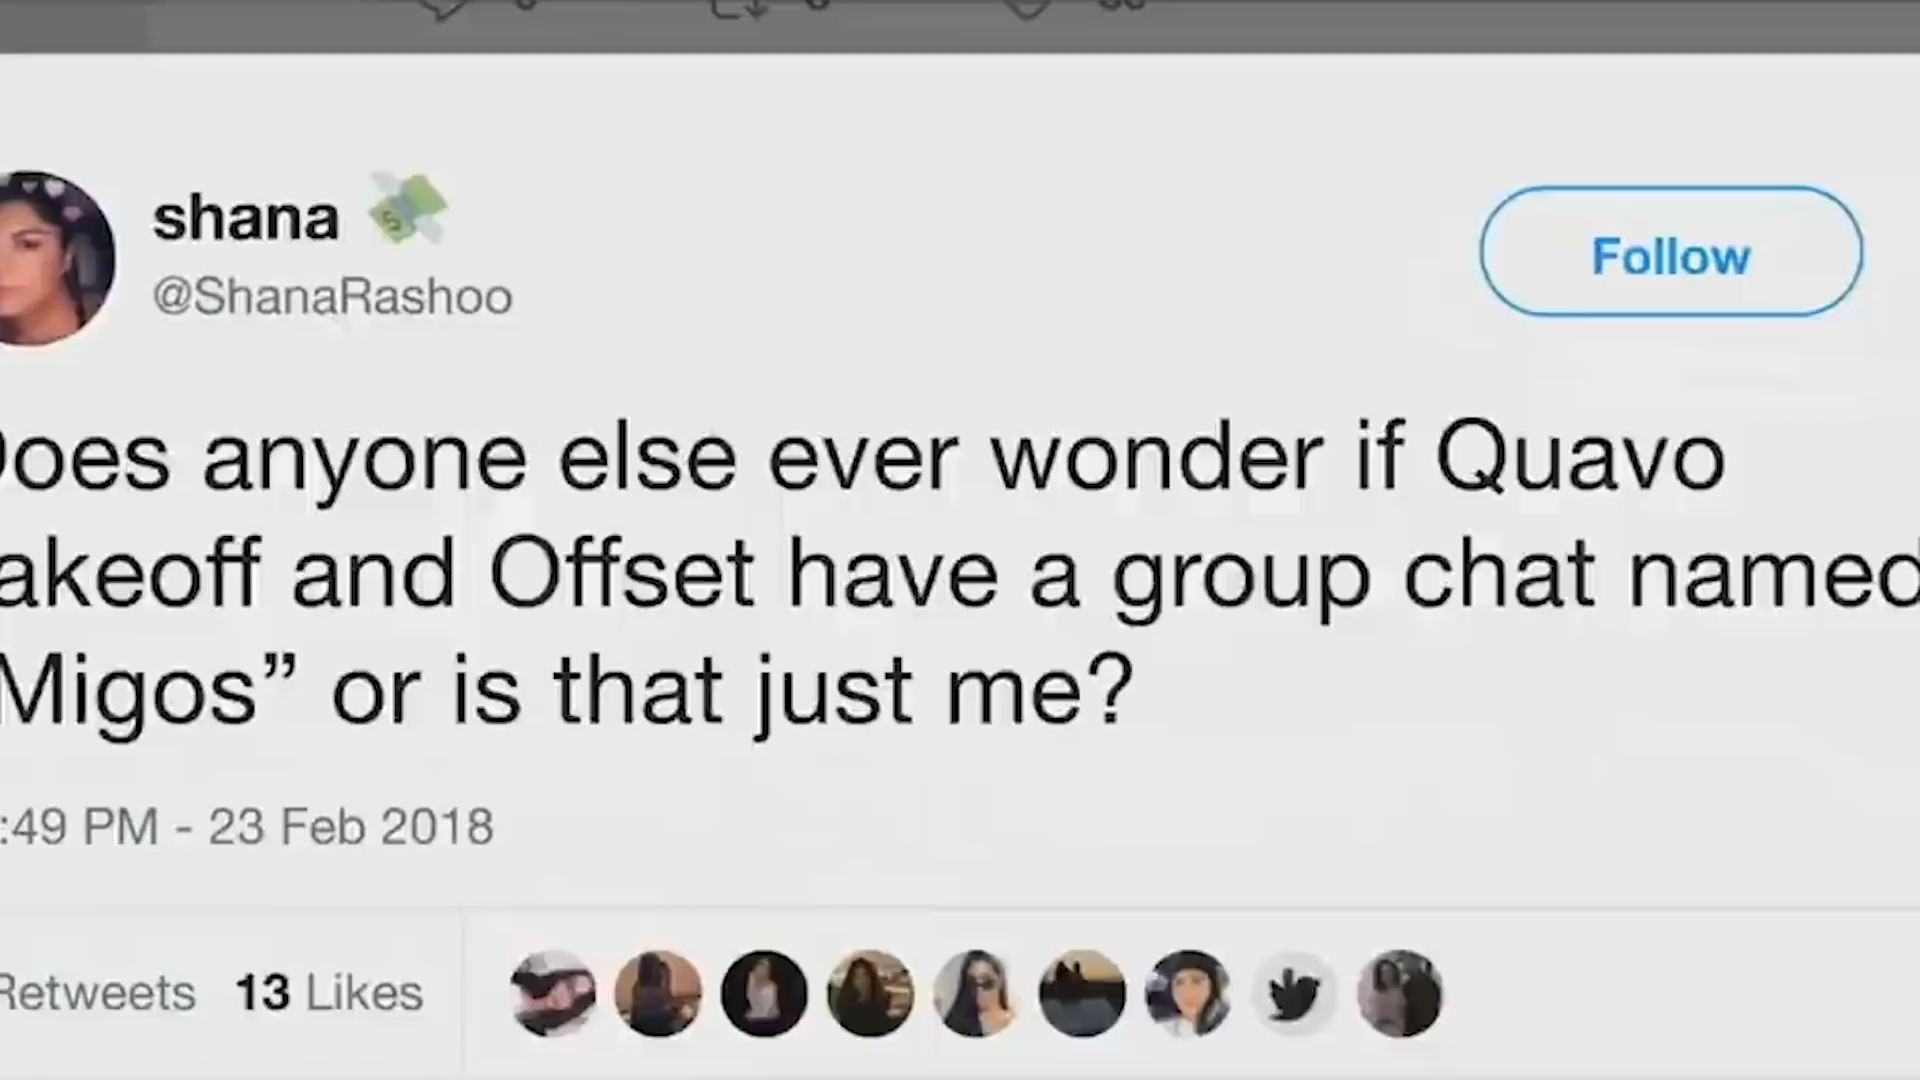 shana
@ShanaRashoo
Follow
Does anyone else ever wonder if Quavo
akeoff and Offset have a group chat named
Migos” or is that just me?
:49 PM - 23 Feb 2018
Retweets 13 Likes